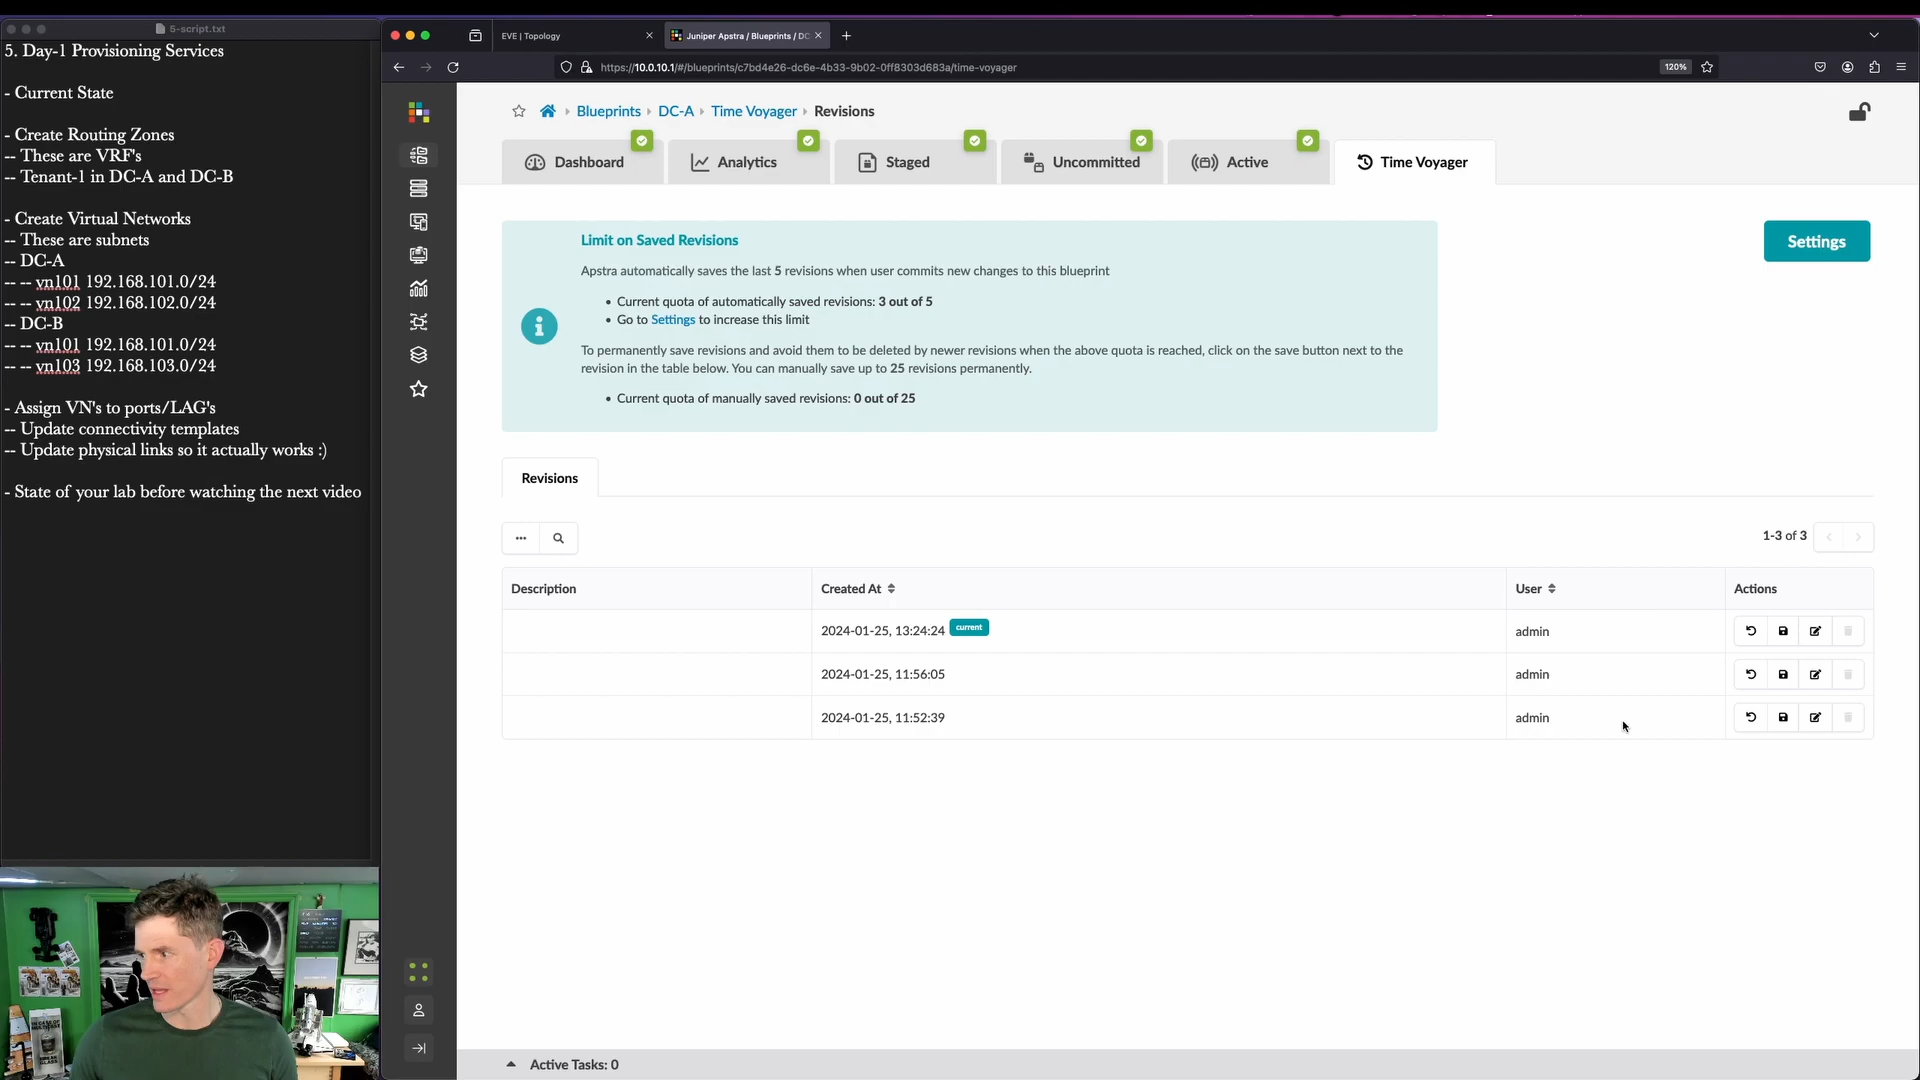 5-script.txt
5. Day-1 Provisioning Services
- Current State
- Create Routing Zones
-- These are VRF's
-- Tenant-1 in DC-A and DC-B
- Create Virtual Networks
-- These are subnets
-- DC-A
-- -- vn101 192.168.101.0/24
-- -- vn102 192.168.102.0/24
-- DC-B
-- -- vn101 192.168.101.0/24
-- -- vn103 192.168.103.0/24
- Assign VN's to ports/LAG's
-- Update connectivity templates
-- Update physical links so it actually works :)
- State of your lab before watching the next video
EVE | Topology
Juniper Apstra / Blueprints / DC
https://10.0.10.1/#/blueprints/c7bd4e26-dc6e-4b33-9b02-0ff8303d683a/time-voyager
120%
Blueprints
DC-A
Time Voyager
Revisions
Dashboard
Analytics
Staged
Uncommitted
Active
Time Voyager
Limit on Saved Revisions
Apstra automatically saves the last 5 revisions when user commits new changes to this blueprint
• Current quota of automatically saved revisions: 3 out of 5
• Go to Settings to increase this limit
To permanently save revisions and avoid them to be deleted by newer revisions when the above quota is reached, click on the save button next to the
revision in the table below. You can manually save up to 25 revisions permanently.
• Current quota of manually saved revisions: 0 out of 25
Settings
Revisions
1-3 of 3
Description Created At User Actions
2024-01-25, 13:24:24 current admin
2024-01-25, 11:56:05 admin
2024-01-25, 11:52:39 admin
Active Tasks: 0